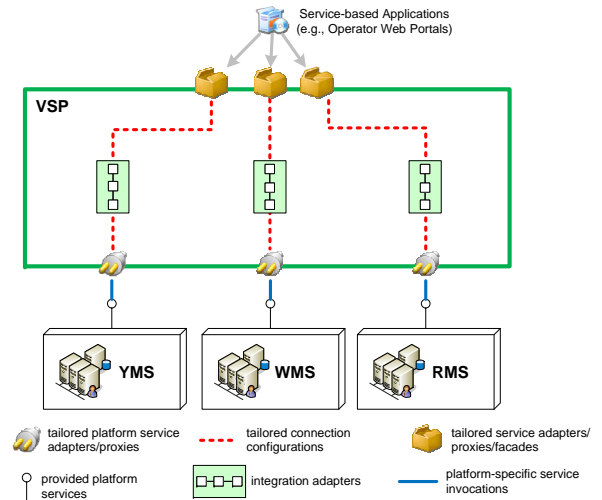 Service-based Applications
(e.g., Operator Web Portals)
VSP
YMS
WMS
RMS
tailored platform service
adapters/proxies
tailored connection
configurations
tailored service adapters/
proxies/facades
provided platform
services
integration adapters
platform-specific service
invocations